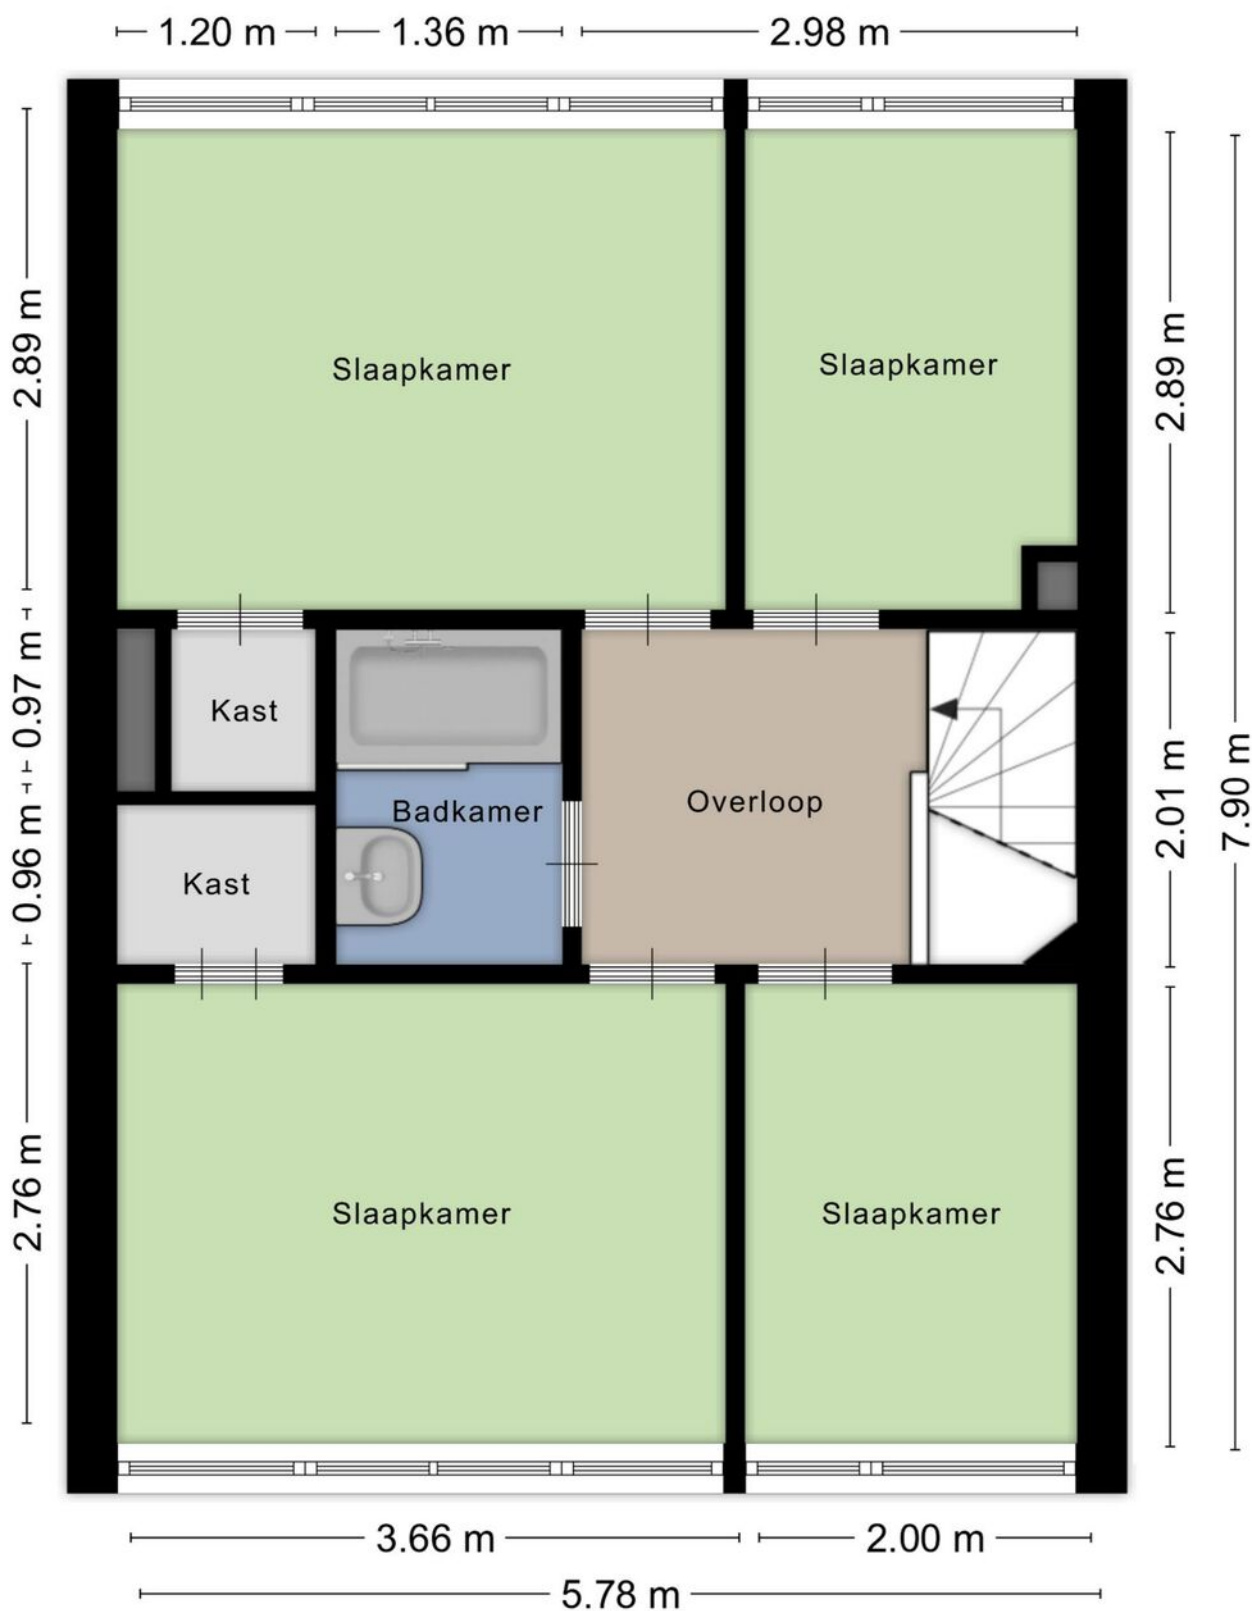 1.20 m
1.36 m
2.98 m
2.89 m
Slaapkamer
Slaapkamer
2.89 m
0.97 m
Kast
Badkamer
Overloop
2.01 m
7.90 m
0.96 m
Kast
2.76 m
Slaapkamer
Slaapkamer
2.76 m
3.66 m
2.00 m
5.78 m